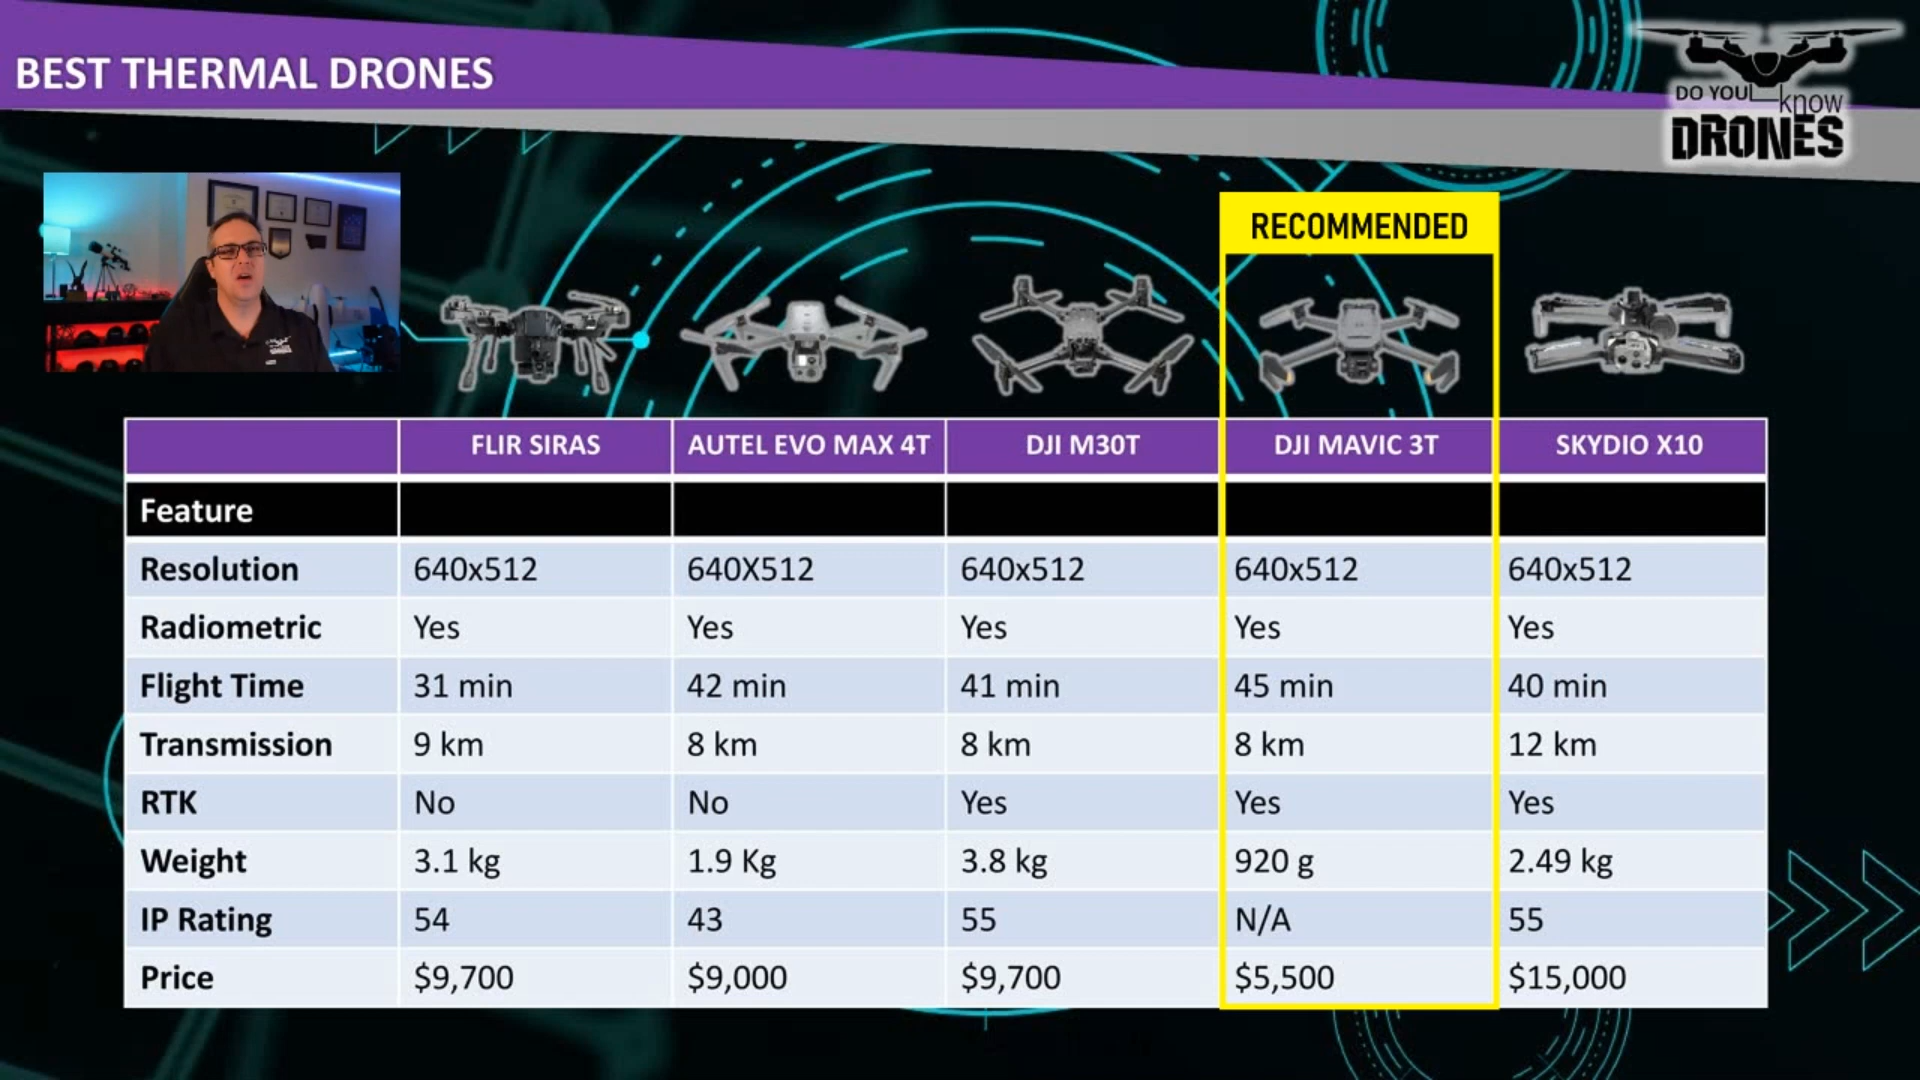 BEST THERMAL DRONES
DO YOU know
DRONES
RECOMMENDED
FLIR SIRAS AUTEL EVO MAX 4T DJI M30T DJI MAVIC 3T SKYDIO X10
Feature
Resolution 640x512 640X512 640x512 640x512 640x512
Radiometric Yes Yes Yes Yes Yes
Flight Time 31 min 42 min 41 min 45 min 40 min
Transmission 9 km 8 km 8 km 8 km 12 km
RTK No No Yes Yes Yes
Weight 3.1 kg 1.9 Kg 3.8 kg 920 g 2.49 kg
IP Rating 54 43 55 N/A 55
Price $9,700 $9,000 $9,700 $5,500 $15,000